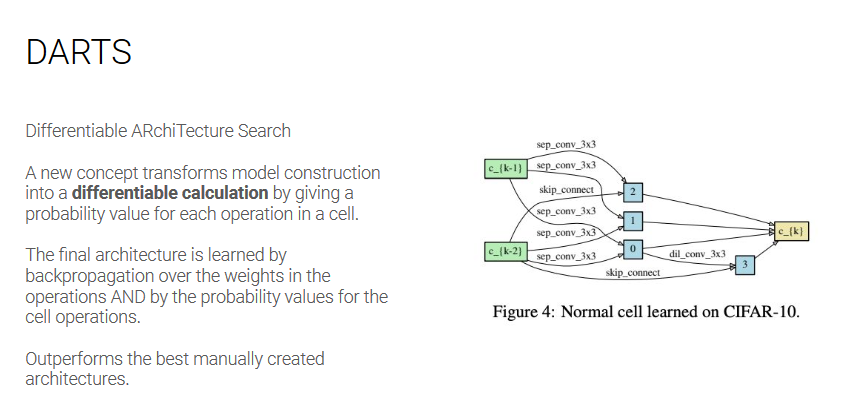 DARTS
Differentiable ARchiTecture Search
A new concept transforms model construction
into a differentiable calculation by giving a
probability value for each operation in a cell.
The final architecture is learned by
backpropagation over the weights in the
operations AND by the probability values for the
cell operations.
Outperforms the best manually created
architectures.
sep_conv_3x3
c_{k-1}
sep_conv_3x3
skip_connect
2
sep_conv_3x3
1
sep_conv_3x3
c_{k}
c_{k-2}
0
sep_conv_3x3
dil_conv_3x3
3
skip_connect
Figure 4: Normal cell learned on CIFAR-10.